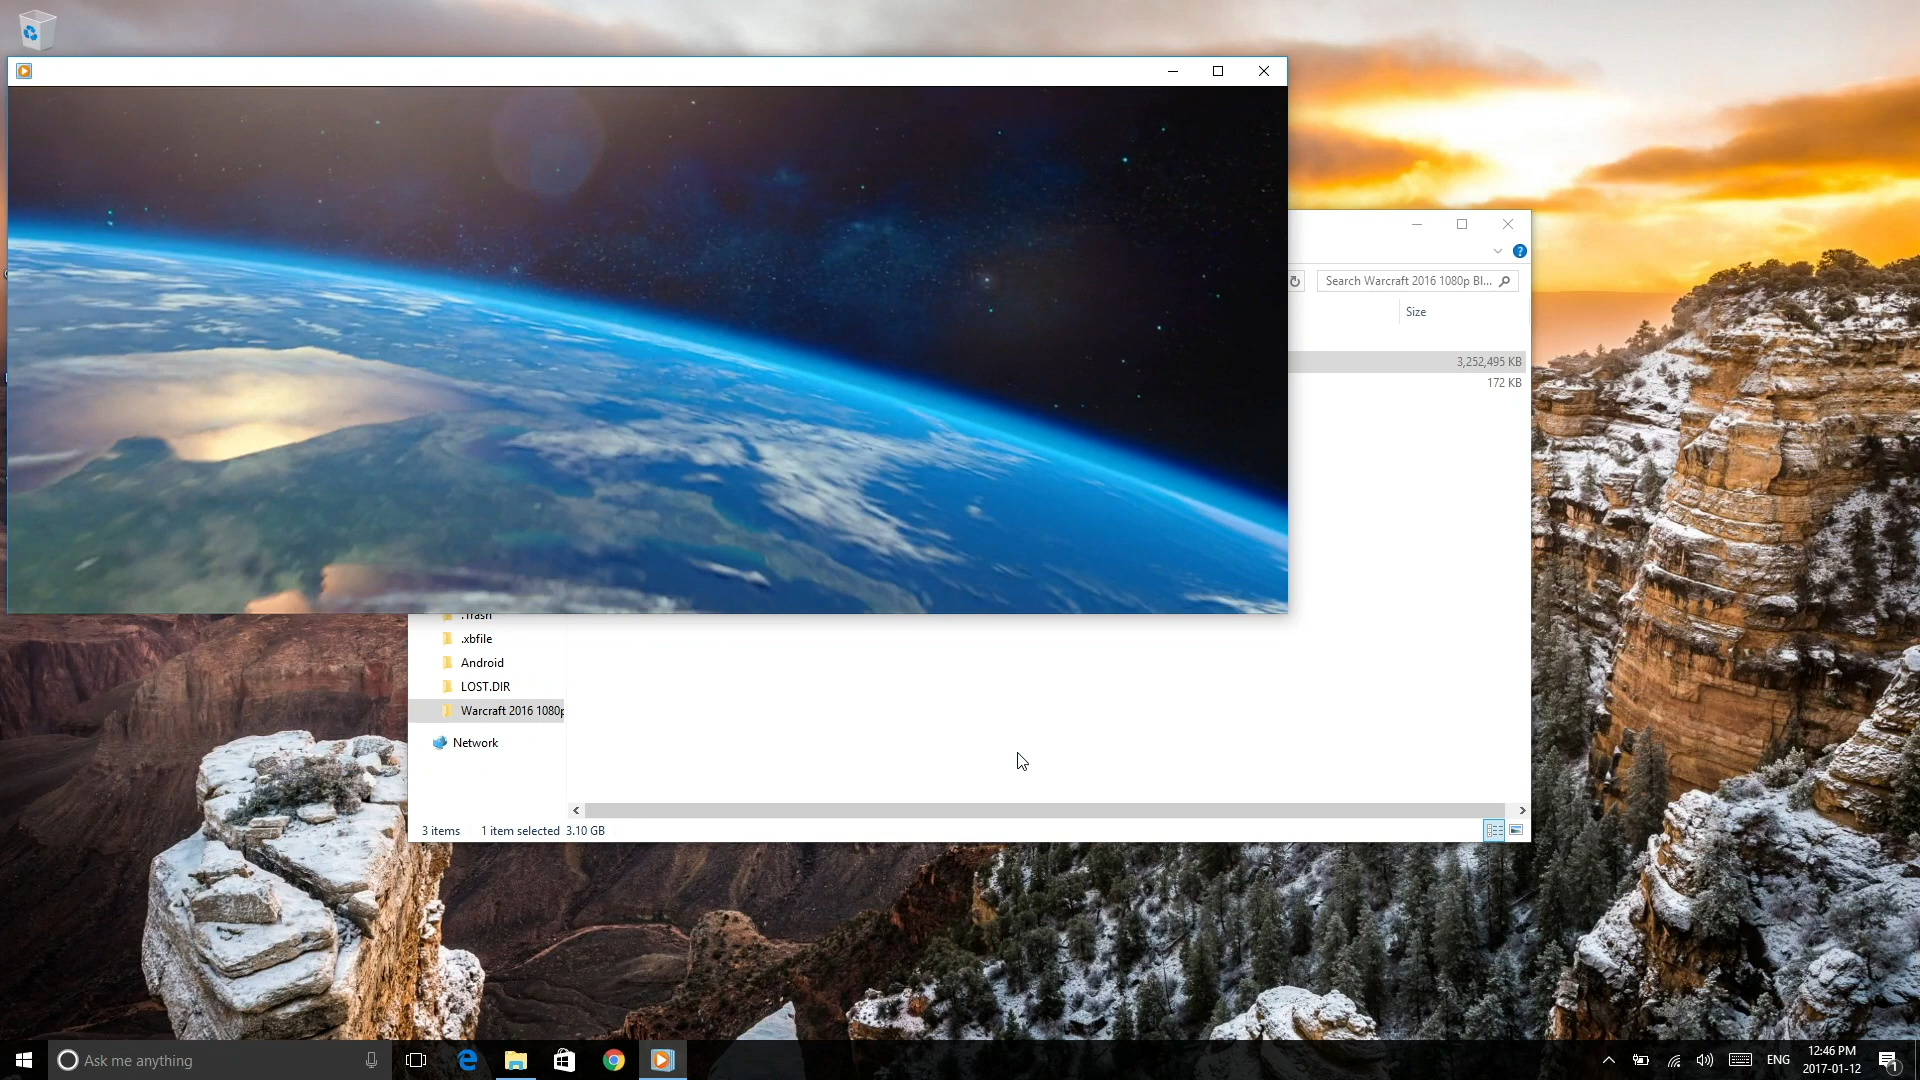 Search Warcraft 2016 1080p Bl...
Size
3,252,495 KB
172 KB
.Trash
.xbfile
Android
LOST.DIR
Warcraft 2016 1080p
Network
3 items 1 item selected 3.10 GB
Ask me anything
ENG
12:46 PM
2017-01-12
1